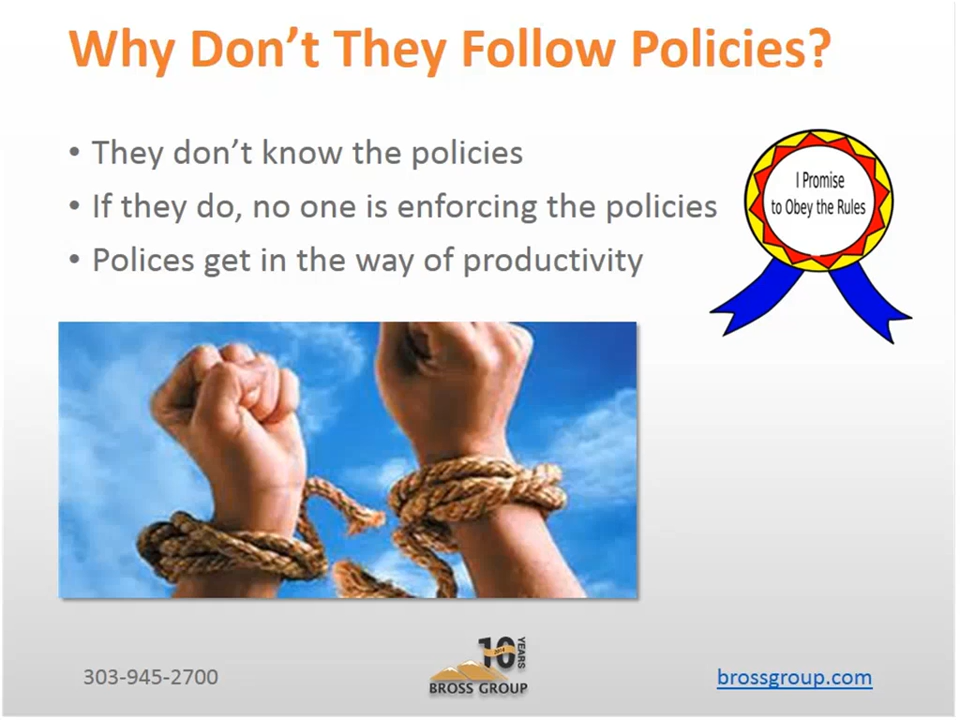 Why Don't They Follow Policies?
• They don't know the policies
• If they do, no one is enforcing the policies
• Polices get in the way of productivity
I Promise
to Obey the Rules
303-945-2700
10 YEARS
2014
BROSS GROUP
brossgroup.com